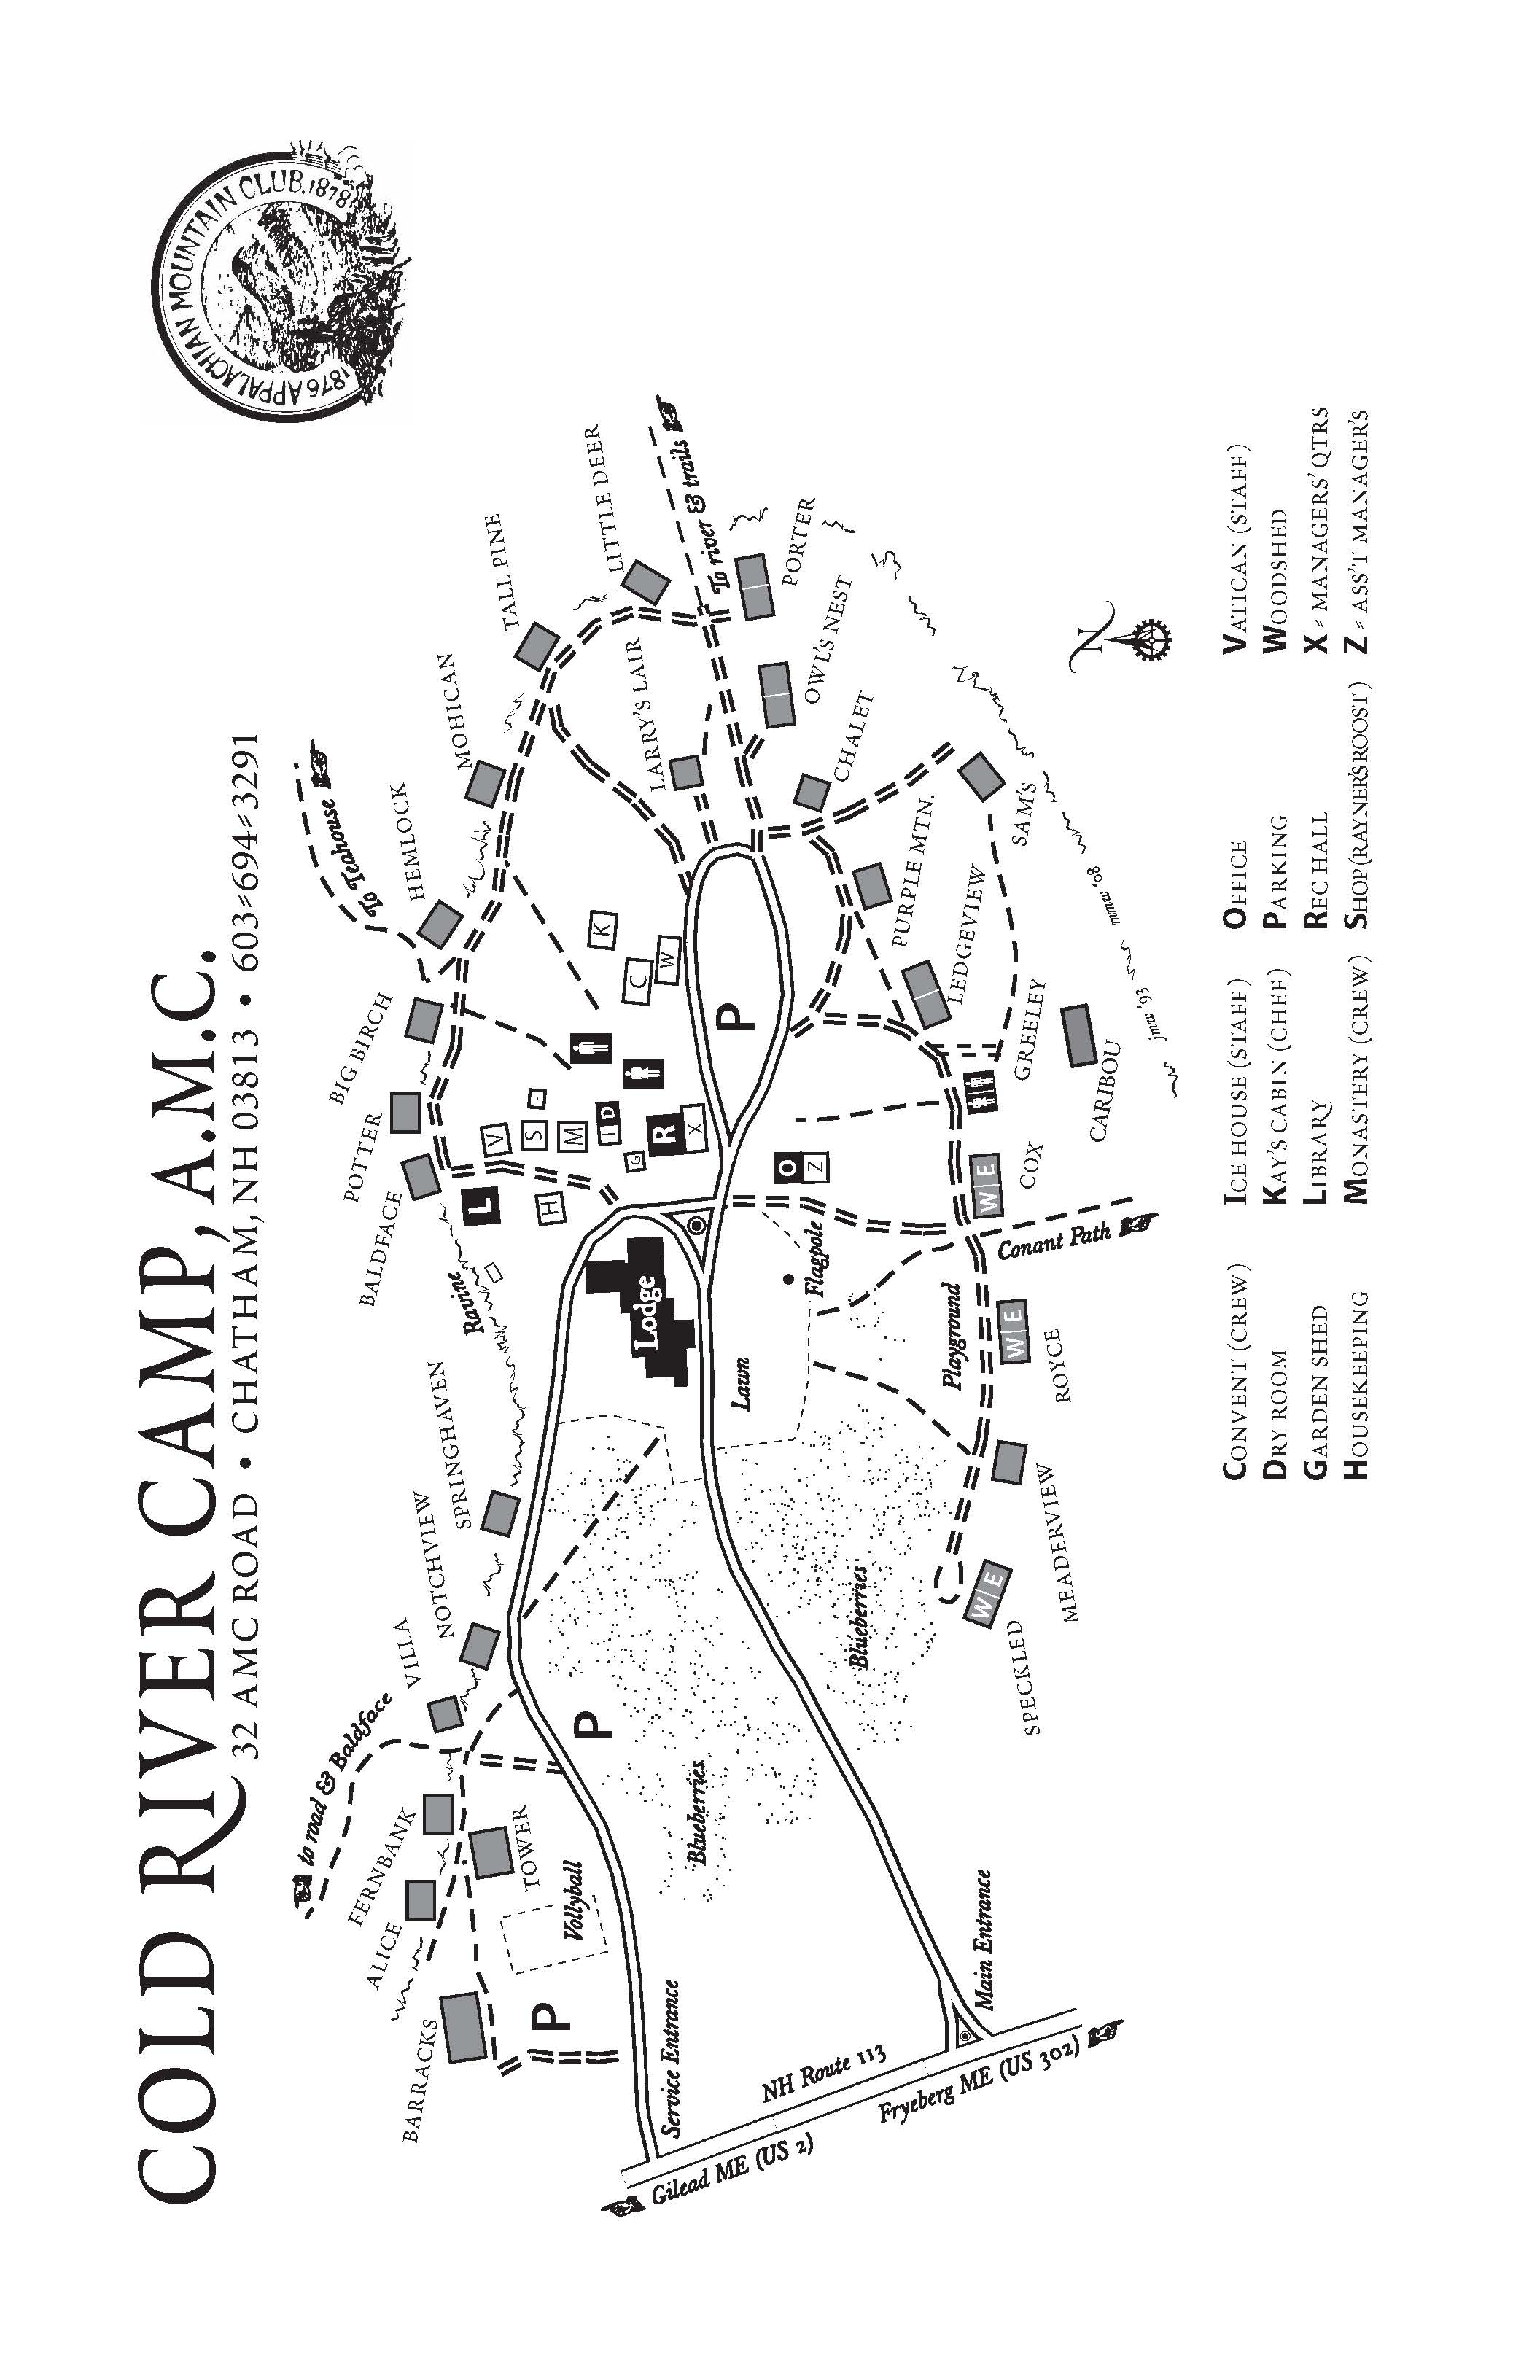 COLD RIVER CAMP, A.M.C.
32 AMC ROAD • CHATHAM, NH 03813 • 603=694=3291
1876 APPALACHIAN MOUNTAIN CLUB. 1878
to road & Baldface
To Teahouse
BARRACKS
ALICE
FERNBANK
TOWER
VILLA
NOTCHVIEW
SPRINGHAVEN
Ravine
BALDFACE
POTTER
BIG BIRCH
HEMLOCK
MOHICAN
TALL PINE
LITTLE DEER
LARRY'S LAIR
To river & trails
PORTER
OWL'S NEST
CHALET
SAM'S
PURPLE MTN.
LEDGEVIEW
GREELEY
CARIBOU
COX
W E
ROYCE
W E
MEADERVIEW
SPECKLED
W E
L
H
V
S
M
I D
G
R
X
K
C
W
O
Z
P
P
P
Lodge
Lawn
Flagpole
Playground
Conant Path
Blueberries
Blueberries
Vollyball
Service Entrance
Main Entrance
NH Route 113
Gilead ME (US 2)
Fryeberg ME (US 302)
N
jmw '93
mmw '08
CONVENT (CREW)
DRY ROOM
GARDEN SHED
HOUSEKEEPING
ICE HOUSE (STAFF)
KAY'S CABIN (CHEF)
LIBRARY
MONASTERY (CREW)
OFFICE
PARKING
REC HALL
SHOP (RAYNER'S ROOST)
VATICAN (STAFF)
WOODSHED
X = MANAGERS' QTRS
Z = ASS'T MANAGER'S